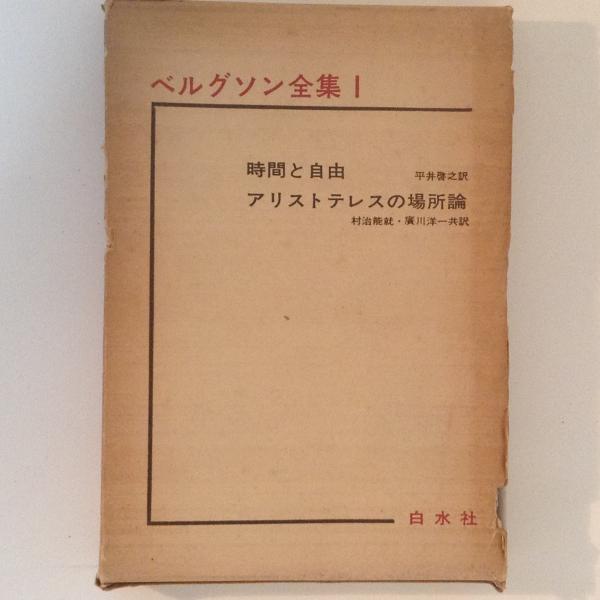 ベルグソン全集 I
時間と自由 平井啓之訳
アリストテレスの場所論
村治能就・廣川洋一共訳
白水社